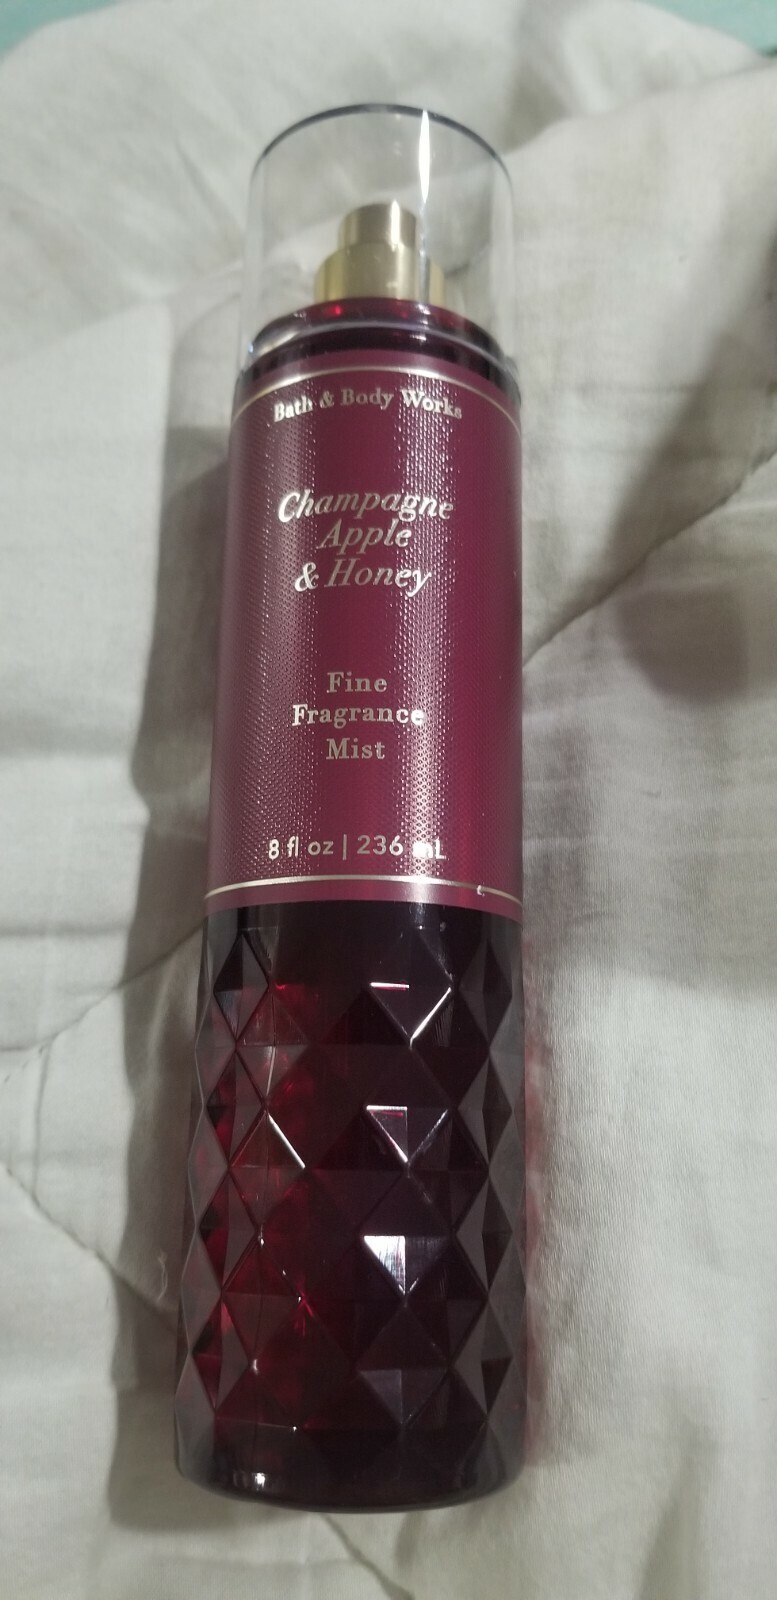 Bath & Body Works
Champagne
Apple
& Honey
Fine
Fragrance
Mist
8 fl oz | 236 mL